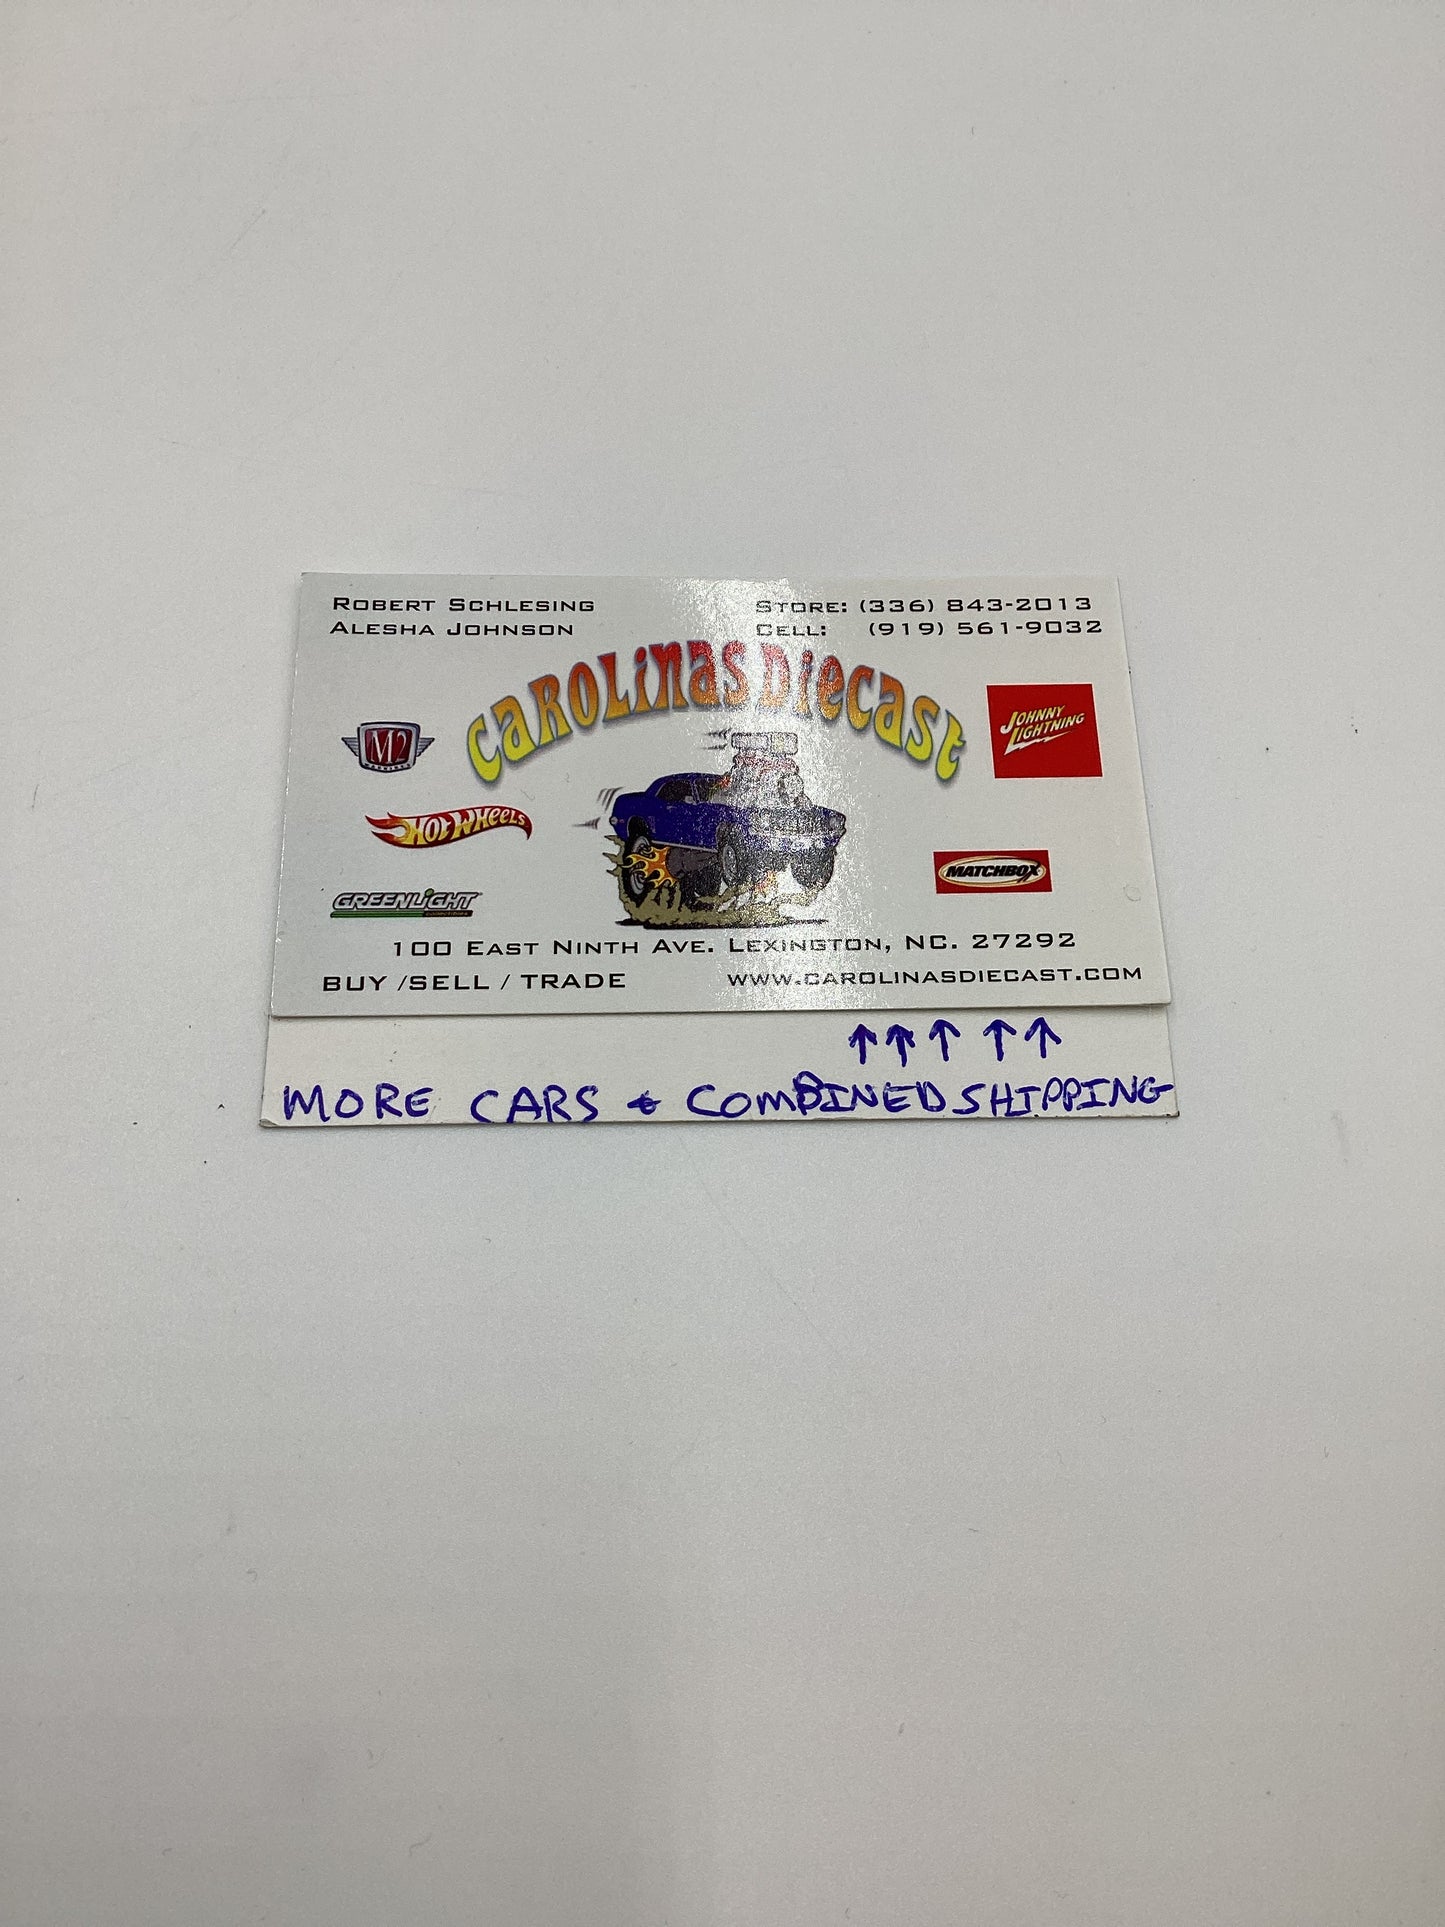 ROBERT SCHLESING
ALESHA JOHNSON
STORE: (336) 843-2013
CELL: (919) 561-9032
CAROLINAS DIECAST
M2
MACHINES
JOHNNY LIGHTNING
HOT WHEELS
MATCHBOX
GREENLIGHT
COLLECTIBLES
100 EAST NINTH AVE. LEXINGTON, NC. 27292
BUY /SELL / TRADE
WWW.CAROLINASDIECAST.COM
↑↑↑ ↑↑
MORE CARS & COMBINED SHIPPING